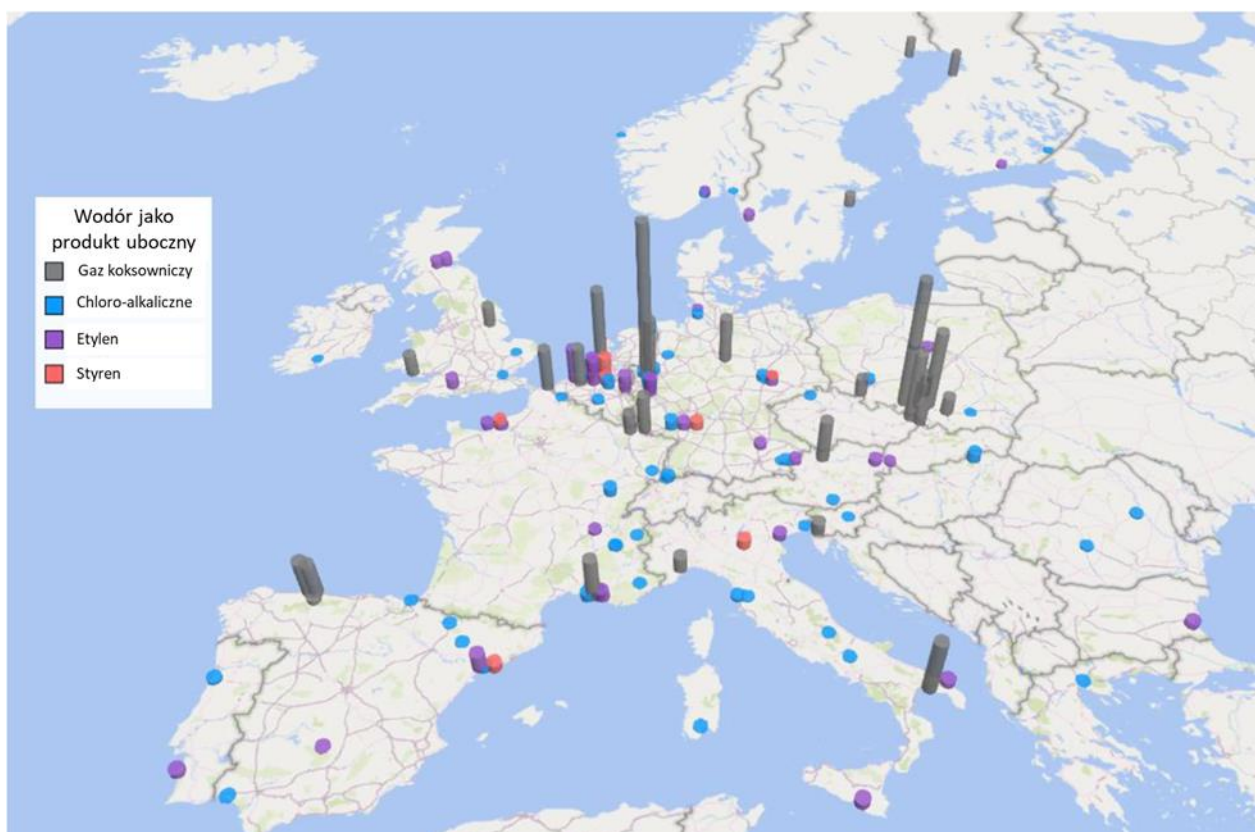 Wodór jako
produkt uboczny
Gaz koksowniczy
Chloro-alkaliczne
Etylen
Styren